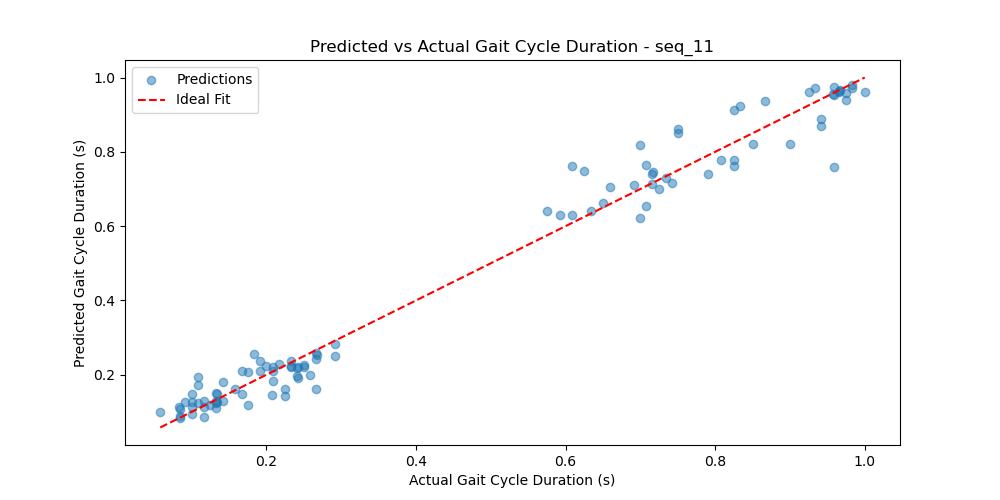 Predicted vs Actual Gait Cycle Duration - seq_11
Predictions
Ideal Fit
Predicted Gait Cycle Duration (s)
1.0
0.8
0.6
0.4
0.2
0.2 0.4 0.6 0.8 1.0
Actual Gait Cycle Duration (s)